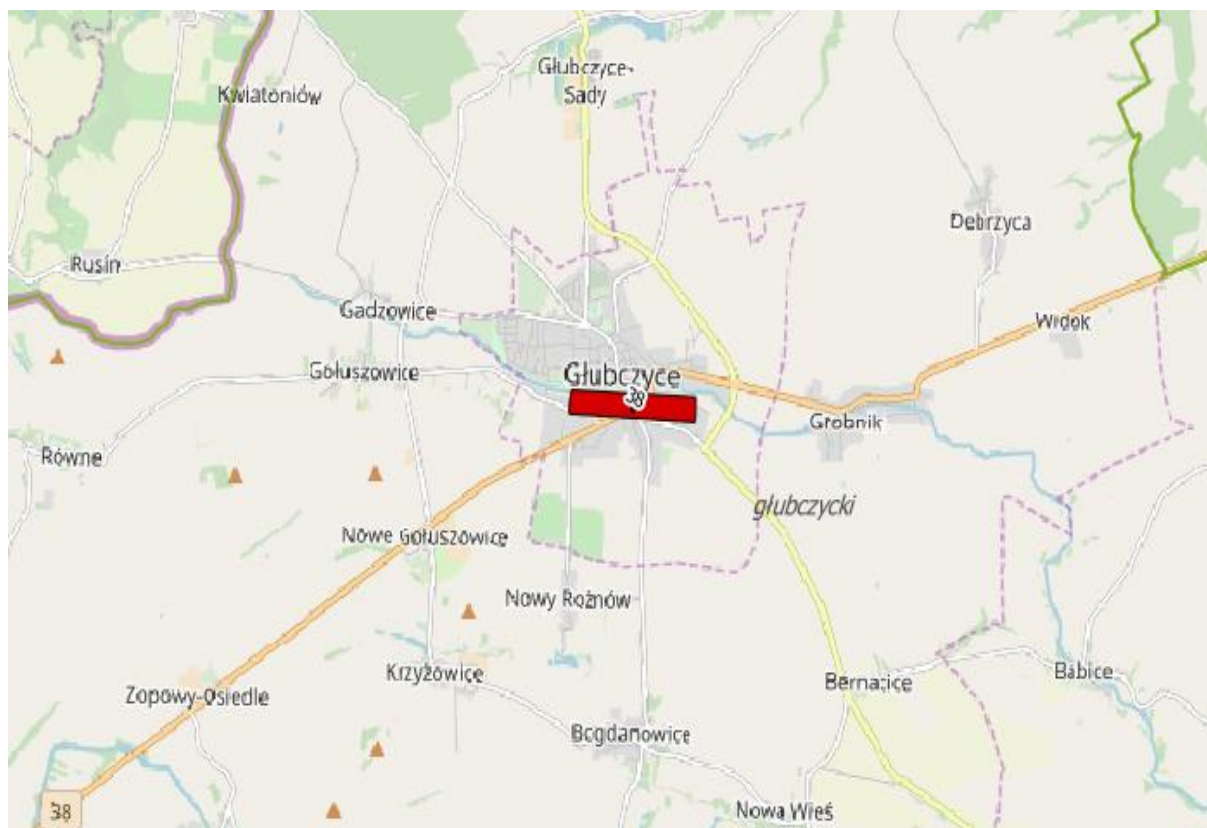 Głubczyce-
Sady
Kwiatoniów
Debrzyca
Rusín
Gadzowice
Widok
Gołuszowice
Głubczyce
38
Grobnik
Równe
głubczycki
Nowe Gołuszowice
Nowy Rożnów
Krzyżowice
Babice
Bernacice
Zopowy-Osiedle
Bogdanowice
38
Nowa Wieś